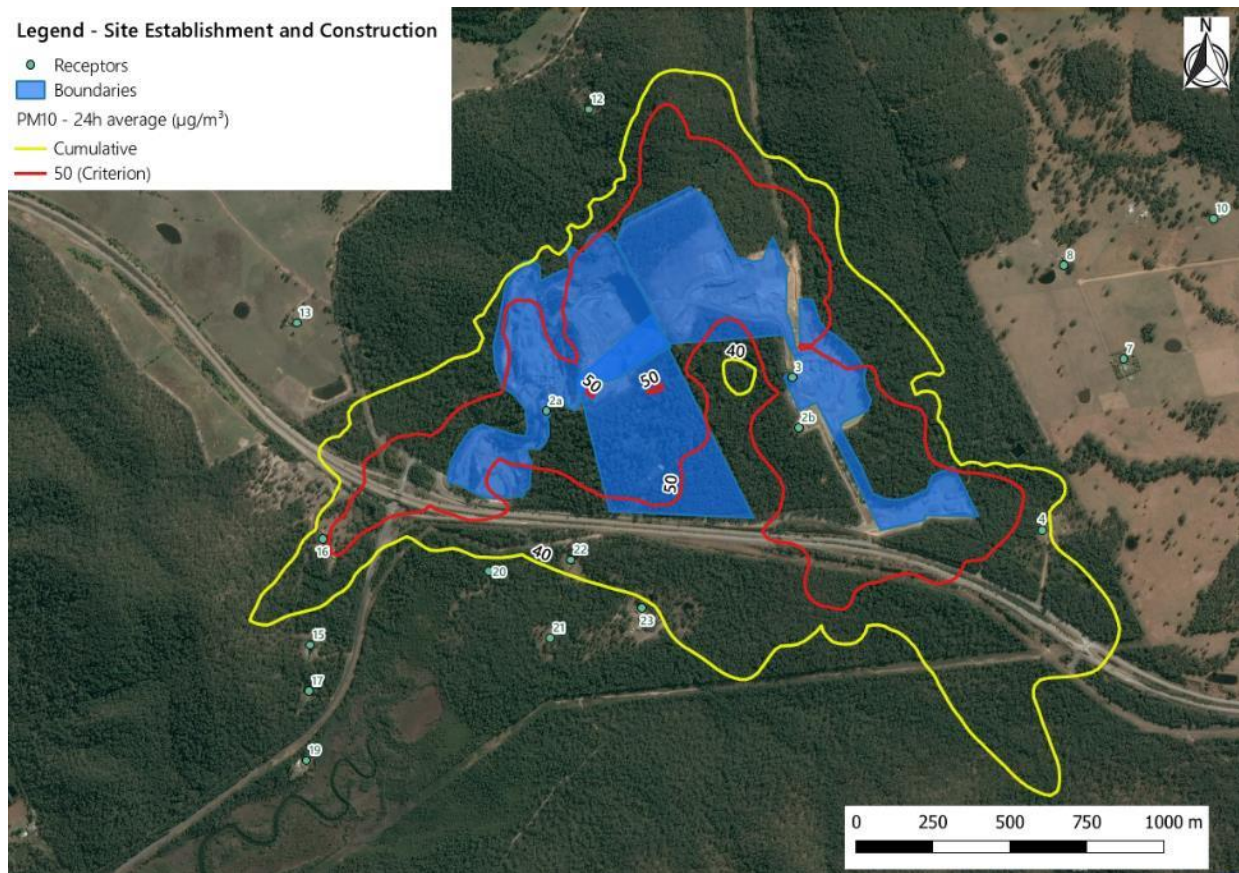 Legend - Site Establishment and Construction
Receptors
Boundaries
PM10 - 24h average (µg/m³)
Cumulative
50 (Criterion)
N
12
10
8
13
7
40
3
50
50
2a
2b
50
4
16
40
22
20
23
21
15
17
19
0 250 500 750 1000 m